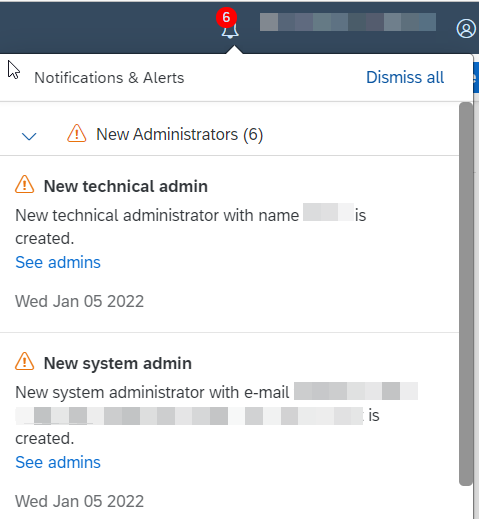 6
Notifications & Alerts
Dismiss all
New Administrators (6)
New technical admin
New technical administrator with name is
created.
See admins
Wed Jan 05 2022
New system admin
New system administrator with e-mail
is
created.
See admins
Wed Jan 05 2022